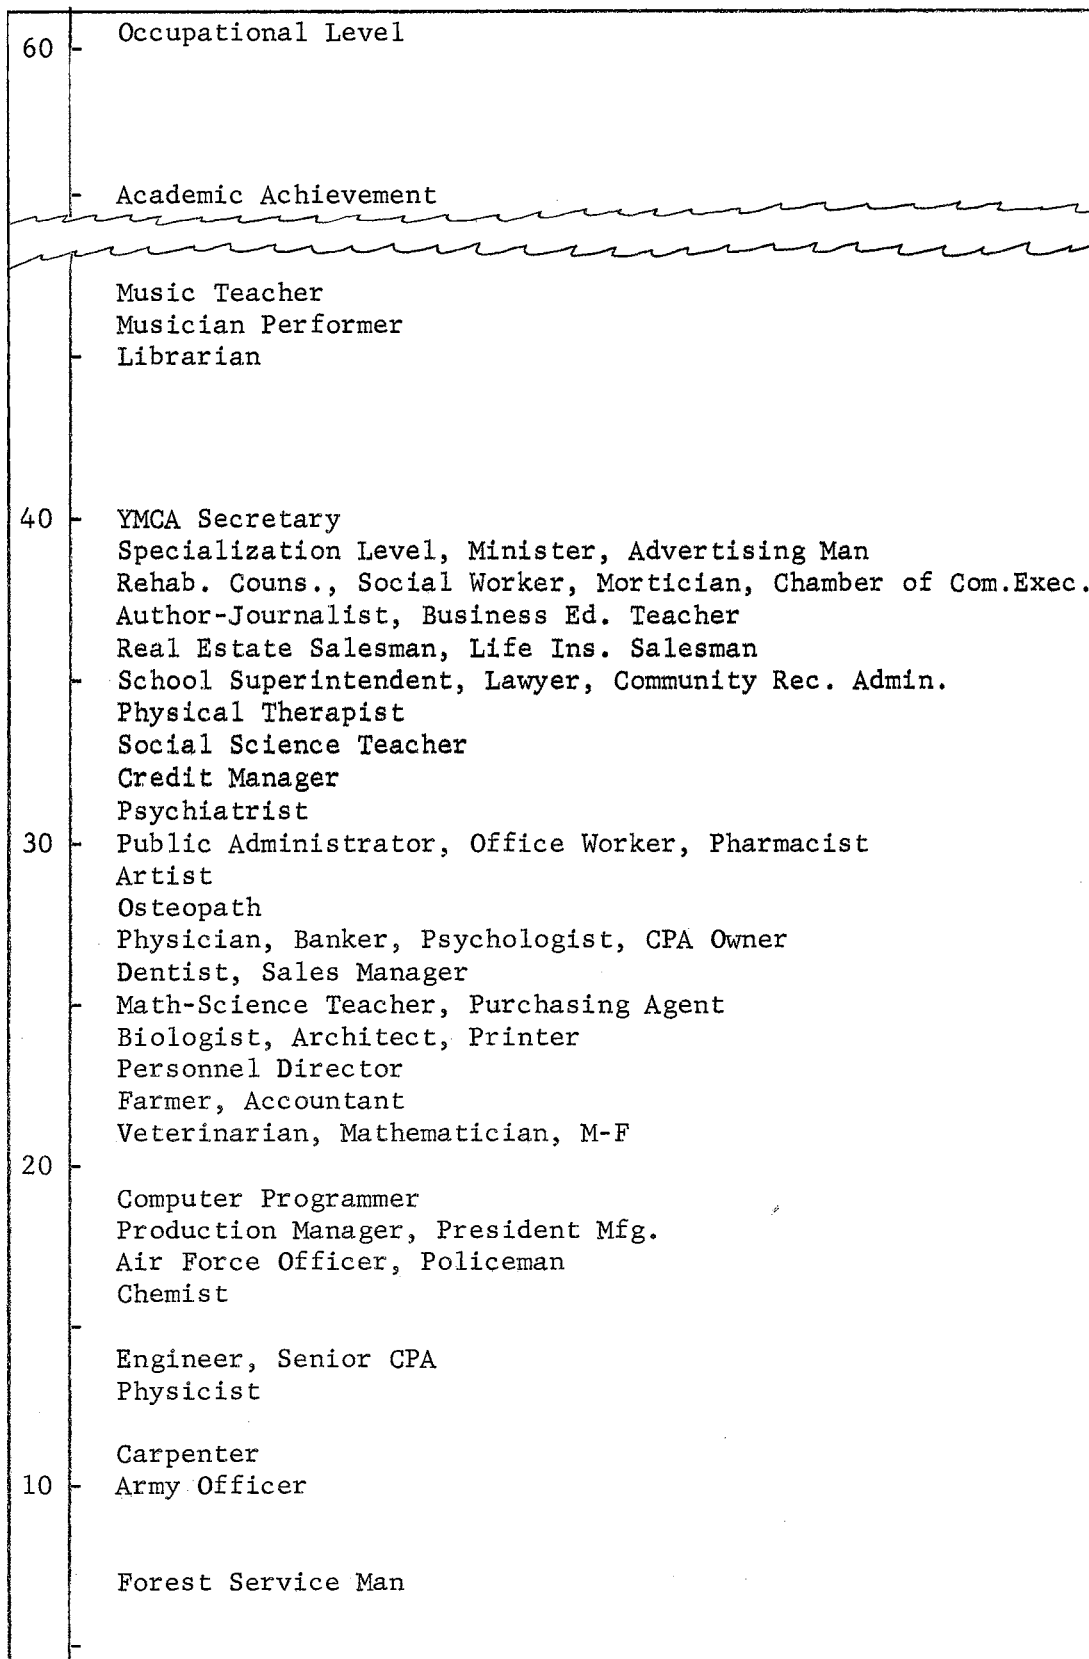 Occupational Level
60
Academic Achievement
Music Teacher
Musician Performer
Librarian
40 YMCA Secretary
Specialization Level, Minister, Advertising Man
Rehab. Couns., Social Worker, Mortician, Chamber of Com.Exec.
Author-Journalist, Business Ed. Teacher
Real Estate Salesman, Life Ins. Salesman
School Superintendent, Lawyer, Community Rec. Admin.
Physical Therapist
Social Science Teacher
Credit Manager
Psychiatrist
30 Public Administrator, Office Worker, Pharmacist
Artist
Osteopath
Physician, Banker, Psychologist, CPA Owner
Dentist, Sales Manager
Math-Science Teacher, Purchasing Agent
Biologist, Architect, Printer
Personnel Director
Farmer, Accountant
Veterinarian, Mathematician, M-F
20
Computer Programmer
Production Manager, President Mfg.
Air Force Officer, Policeman
Chemist
Engineer, Senior CPA
Physicist
Carpenter
10 Army Officer
Forest Service Man